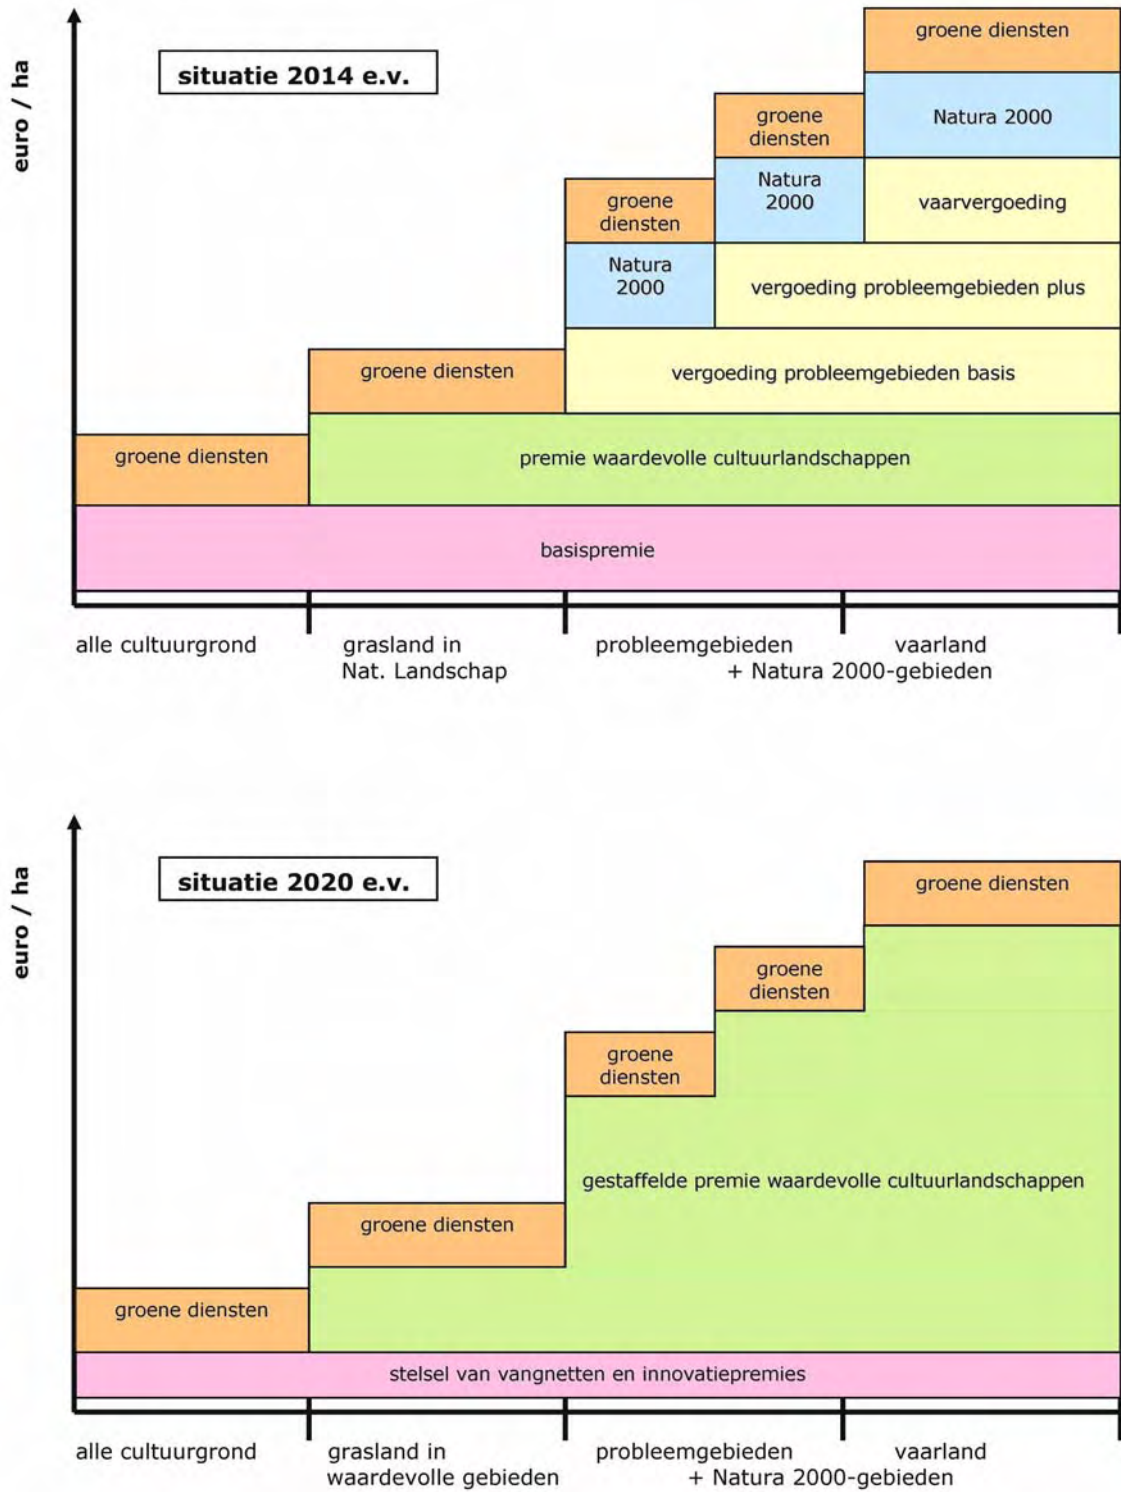 groene diensten
situatie 2014 e.v.
euro / ha
groene
diensten
Natura 2000
Natura
2000
vaarvergoeding
groene
diensten
Natura
2000
vergoeding probleemgebieden plus
groene diensten
vergoeding probleemgebieden basis
groene diensten
premie waardevolle cultuurlandschappen
basispremie
alle cultuurgrond
grasland in
Nat. Landschap
probleemgebieden
vaarland
+ Natura 2000-gebieden
situatie 2020 e.v.
euro / ha
groene diensten
groene
diensten
groene
diensten
gestaffelde premie waardevolle cultuurlandschappen
groene diensten
groene diensten
stelsel van vangnetten en innovatiepremies
alle cultuurgrond
grasland in
waardevolle gebieden
probleemgebieden
vaarland
+ Natura 2000-gebieden